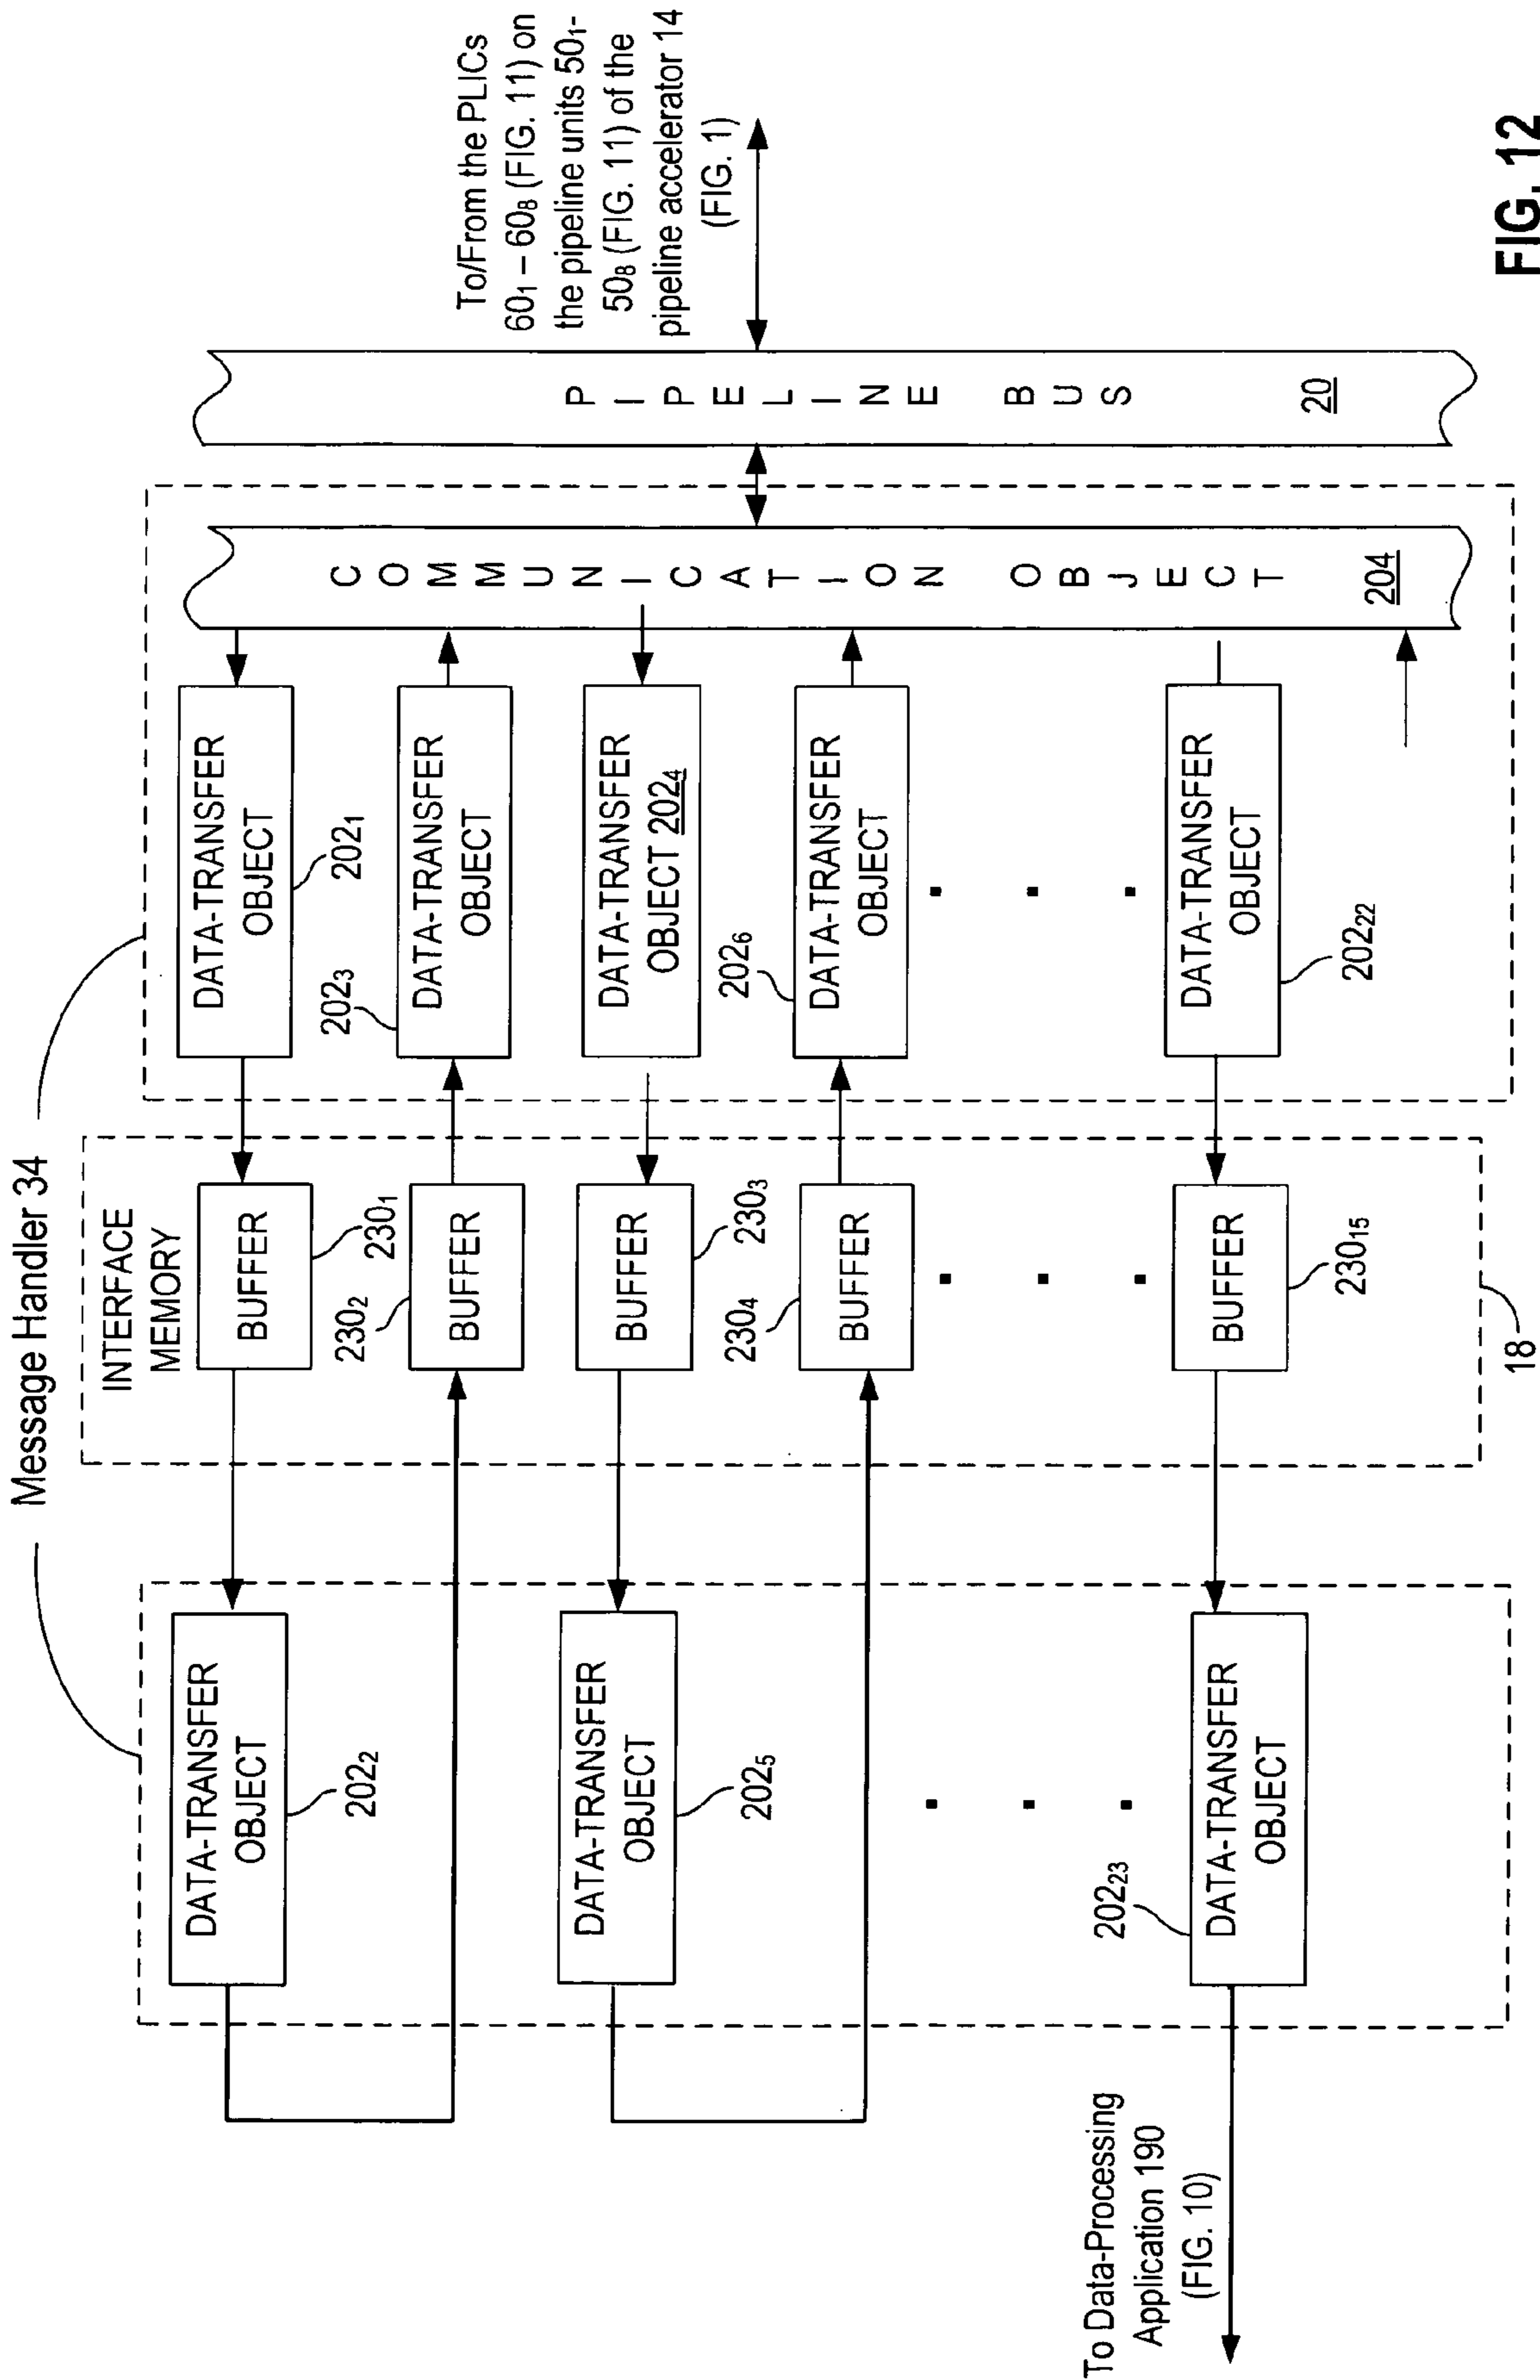 Message Handler 34
INTERFACE
MEMORY
DATA-TRANSFER
OBJECT
202₂
BUFFER
230₁
DATA-TRANSFER
OBJECT
202₁
230₂
BUFFER
202₃
DATA-TRANSFER
OBJECT
DATA-TRANSFER
OBJECT
202₅
BUFFER
230₃
DATA-TRANSFER
OBJECT 202₄
230₄
BUFFER
202₆
DATA-TRANSFER
OBJECT
202₂₃
DATA-TRANSFER
OBJECT
BUFFER
230₁₅
DATA-TRANSFER
OBJECT
202₂₂
18
COMMUNICATION OBJECT
204
PIPELINE BUS
20
To/From the PLICs
60₁ – 60₈ (FIG. 11) on
the pipeline units 50₁-
50₈ (FIG. 11) of the
pipeline accelerator 14
(FIG. 1)
To Data-Processing
Application 190
(FIG. 10)
FIG. 12